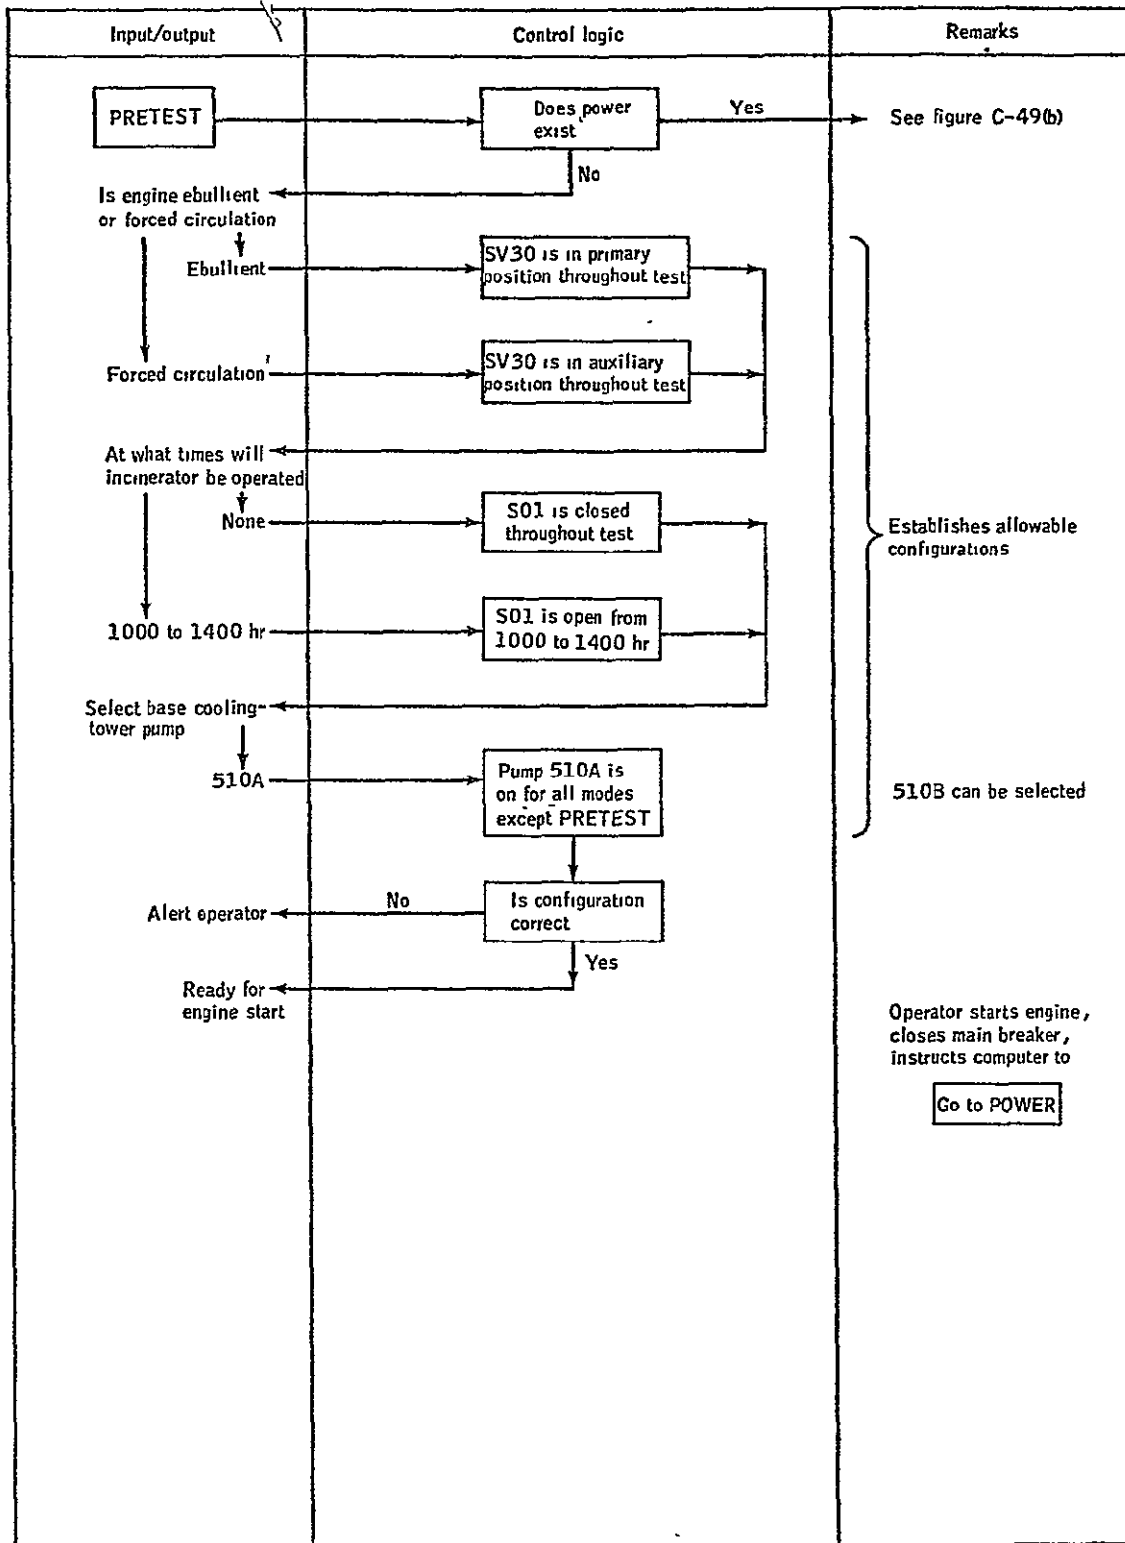 Input/output
Control logic
Remarks
PRETEST
Does power
exist
Yes
See figure C-49(b)
No
Is engine ebullient
or forced circulation
Ebullient
SV30 is in primary
position throughout test
Forced circulation
SV30 is in auxiliary
position throughout test
At what times will
incinerator be operated
None
S01 is closed
throughout test
Establishes allowable
configurations
1000 to 1400 hr
S01 is open from
1000 to 1400 hr
Select base cooling-
tower pump
510A
Pump 510A is
on for all modes
except PRETEST
510B can be selected
Is configuration
correct
No
Alert operator
Yes
Ready for
engine start
Operator starts engine,
closes main breaker,
instructs computer to
Go to POWER